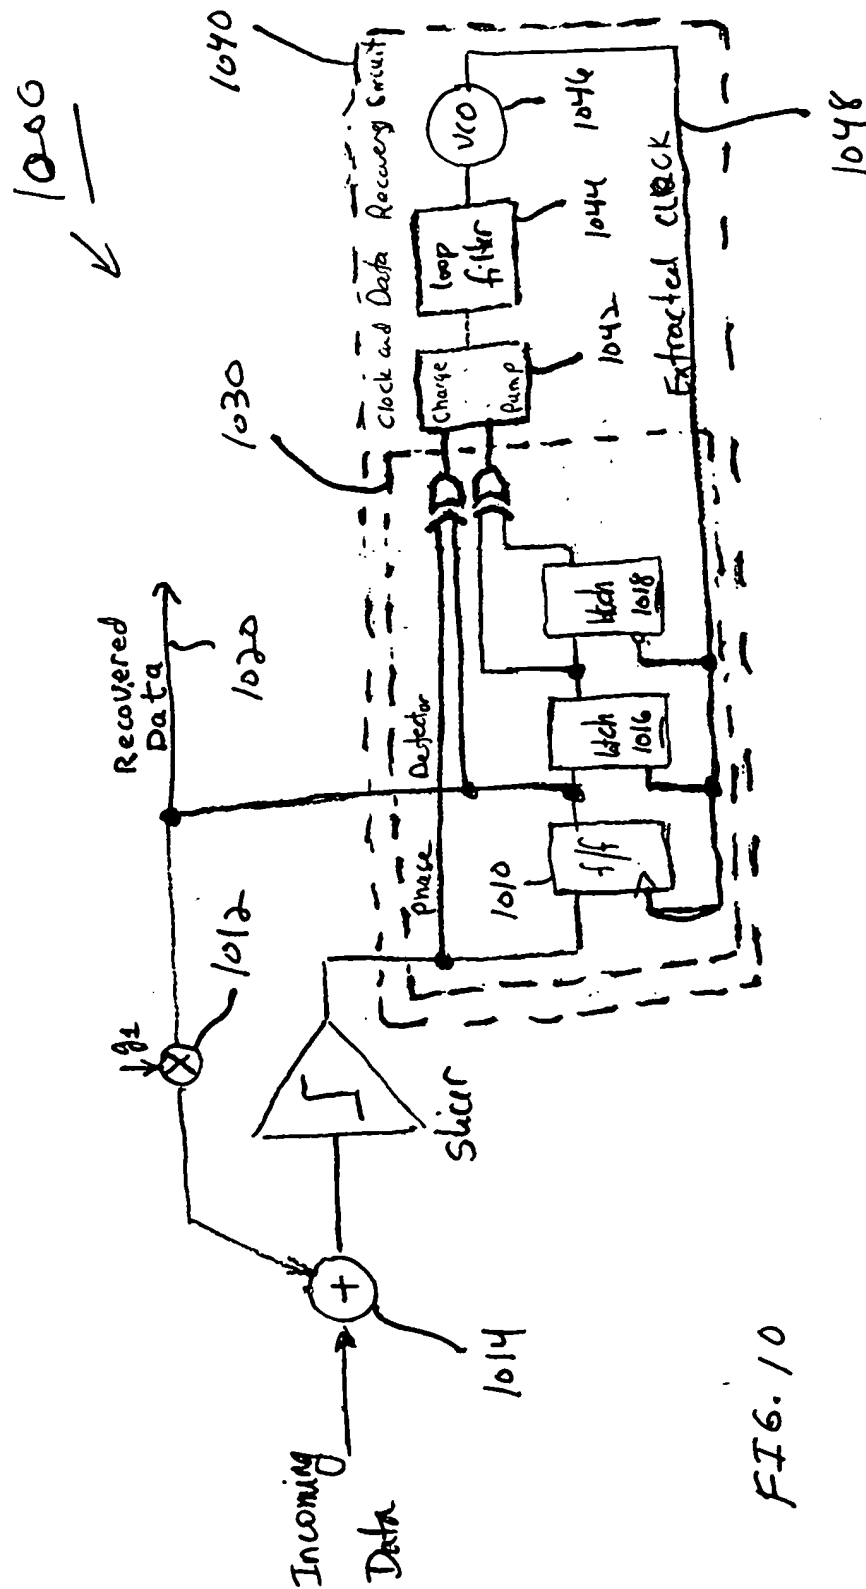 1000
1040
Clock and Data Recovery Circuit
1030
Recovered
Data
1020
1012
g1
Incoming
Data
1014
Slicer
Phase Detector
1010
f/f
latch
1016
latch
1018
Charge
Pump
1042
loop
filter
1044
VCO
1046
Extracted CLOCK
1048
FIG. 10